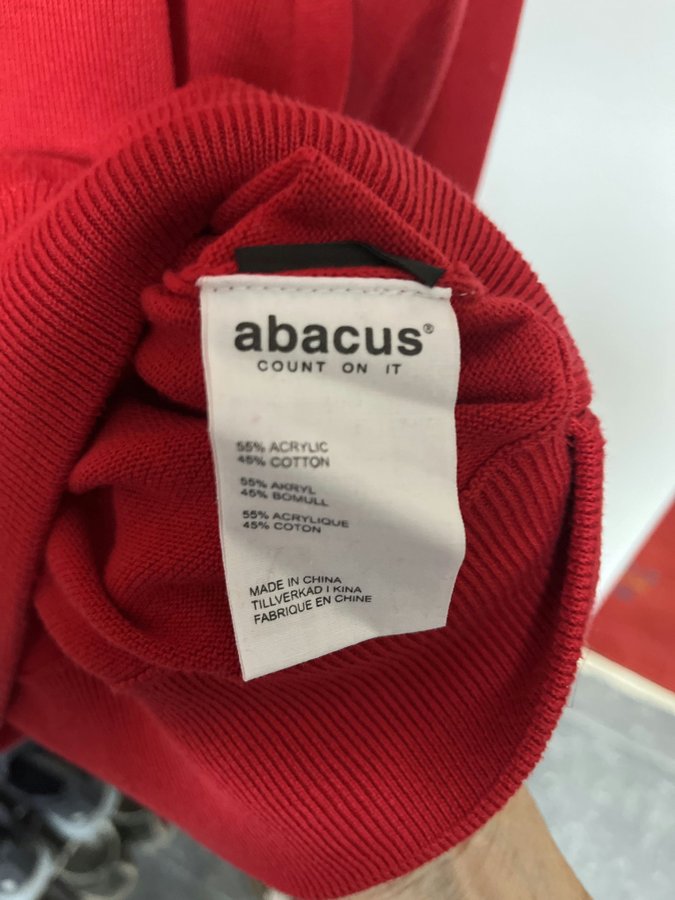 abacus®
COUNT ON IT
55% ACRYLIC
45% COTTON
55% AKRYL
45% BOMULL
55% ACRYLIQUE
45% COTON
MADE IN CHINA
TILLVERKAD I KINA
FABRIQUE EN CHINE